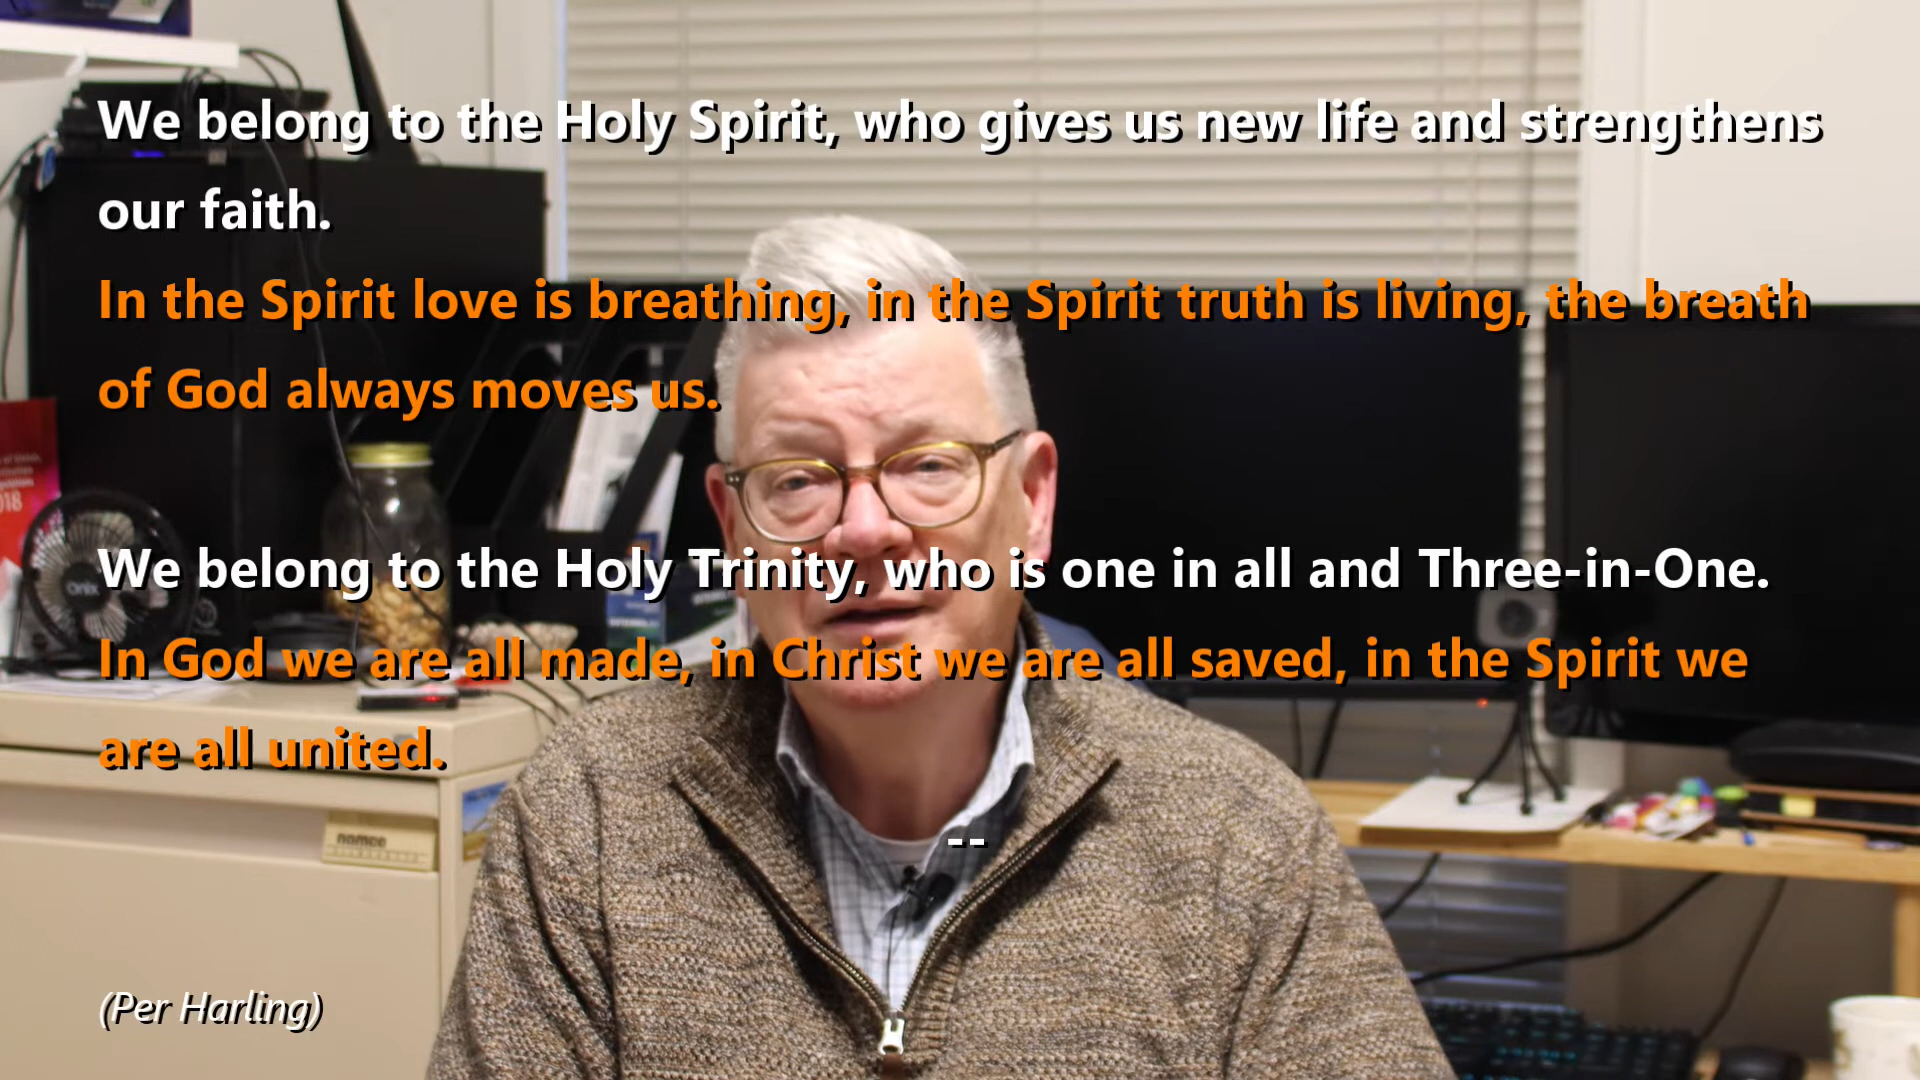 We belong to the Holy Spirit, who gives us new life and strengthens
our faith.
In the Spirit love is breathing, in the Spirit truth is living, the breath
of God always moves us.
2018
Onix
We belong to the Holy Trinity, who is one in all and Three-in-One.
In God we are all made, in Christ we are all saved, in the Spirit we
are all united.
--
(Per Harling)